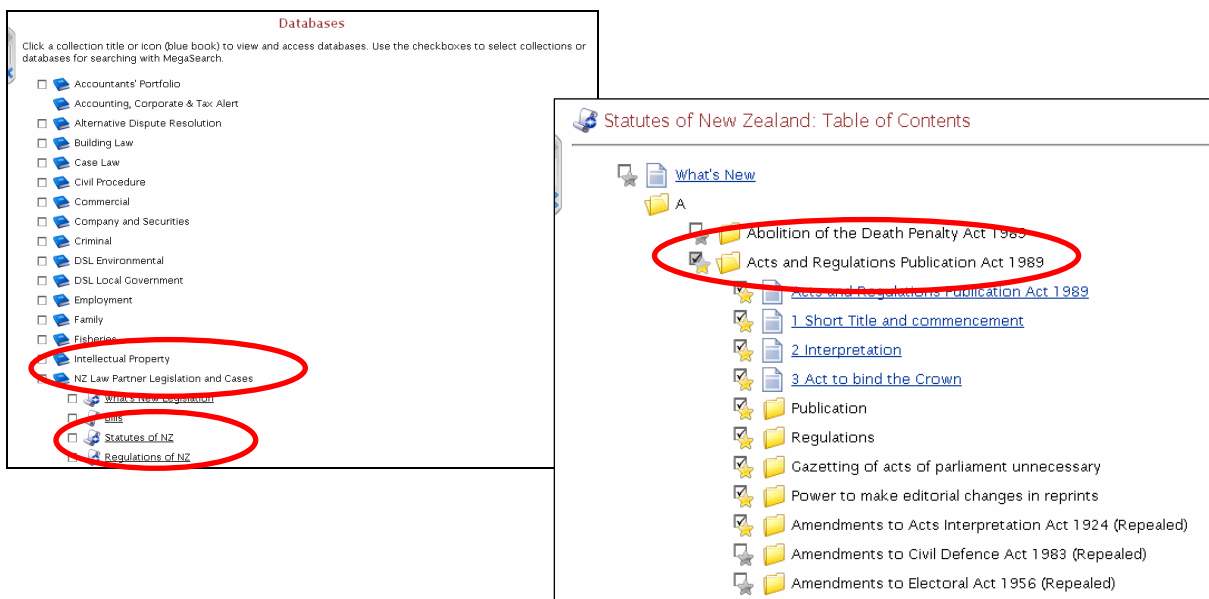 Databases
Click a collection title or icon (blue book) to view and access databases. Use the checkboxes to select collections or
databases for searching with MegaSearch.
Accountants' Portfolio
Accounting, Corporate & Tax Alert
Alternative Dispute Resolution
Building Law
Case Law
Civil Procedure
Commercial
Company and Securities
Criminal
DSL Environmental
DSL Local Government
Employment
Family
Fisheries
Intellectual Property
NZ Law Partner Legislation and Cases
What's New Legislation
Bills
Statutes of NZ
Regulations of NZ
Statutes of New Zealand: Table of Contents
What's New
A
Abolition of the Death Penalty Act 1989
Acts and Regulations Publication Act 1989
Acts and Regulations Publication Act 1989
1 Short Title and commencement
2 Interpretation
3 Act to bind the Crown
Publication
Regulations
Gazetting of acts of parliament unnecessary
Power to make editorial changes in reprints
Amendments to Acts Interpretation Act 1924 (Repealed)
Amendments to Civil Defence Act 1983 (Repealed)
Amendments to Electoral Act 1956 (Repealed)